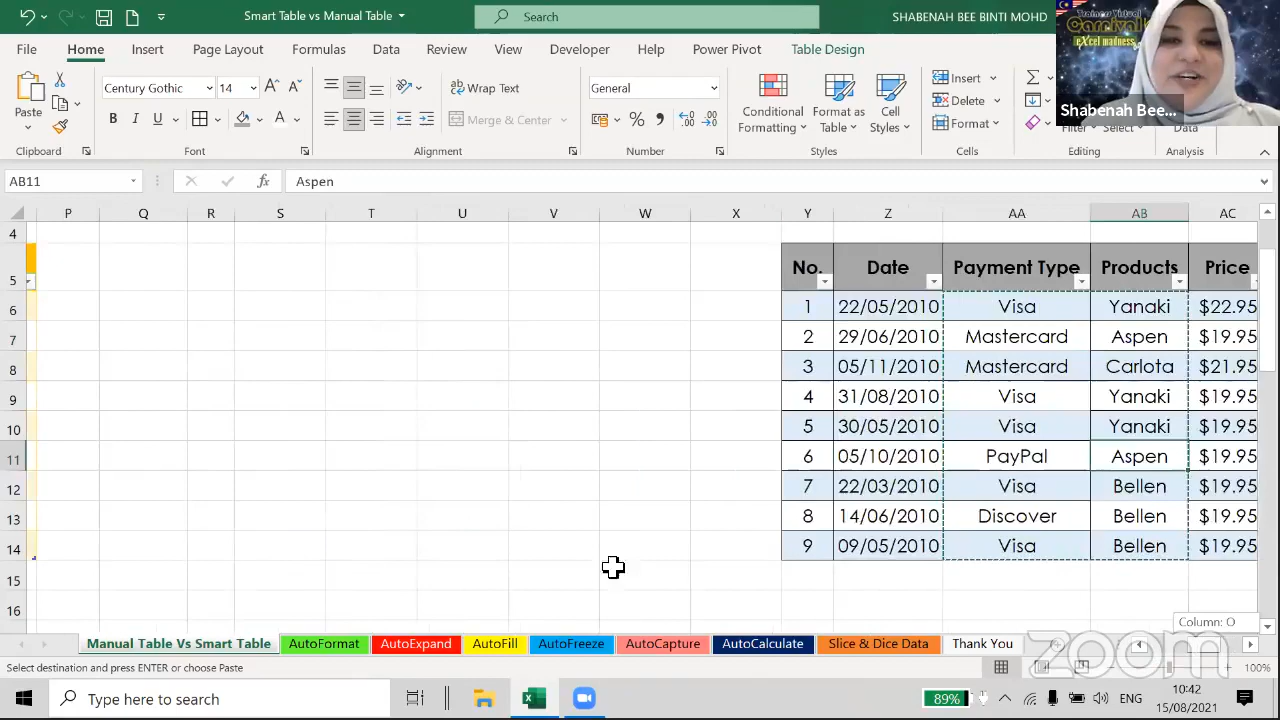 Smart Table vs Manual Table
Search
SHABENAH BEE BINTI MOHD
Trainers Virtual
Carnival
eXcel madness
Shabenah Bee...
File Home Insert Page Layout Formulas Data Review View Developer Help Power Pivot Table Design
Paste
Century Gothic 14
B I U
Wrap Text
Merge & Center
General
Conditional Formatting
Format as Table
Cell Styles
Insert
Delete
Format
Filter Select Data
Clipboard Font Alignment Number Styles Cells Editing Analysis
AB11 fx Aspen
P Q R S T U V W X Y Z AA AB AC
4
5 No. Date Payment Type Products Price
6 1 22/05/2010 Visa Yanaki $22.95
7 2 29/06/2010 Mastercard Aspen $19.95
8 3 05/11/2010 Mastercard Carlota $21.95
9 4 31/08/2010 Visa Yanaki $19.95
10 5 30/05/2010 Visa Yanaki $19.95
11 6 05/10/2010 PayPal Aspen $19.95
12 7 22/03/2010 Visa Bellen $19.95
13 8 14/06/2010 Discover Bellen $19.95
14 9 09/05/2010 Visa Bellen $19.95
15
16
Column: O
Manual Table Vs Smart Table AutoFormat AutoExpand AutoFill AutoFreeze AutoCapture AutoCalculate Slice & Dice Data Thank You
zoom
Select destination and press ENTER or choose Paste
100%
Type here to search
89%
ENG
10:42
15/08/2021